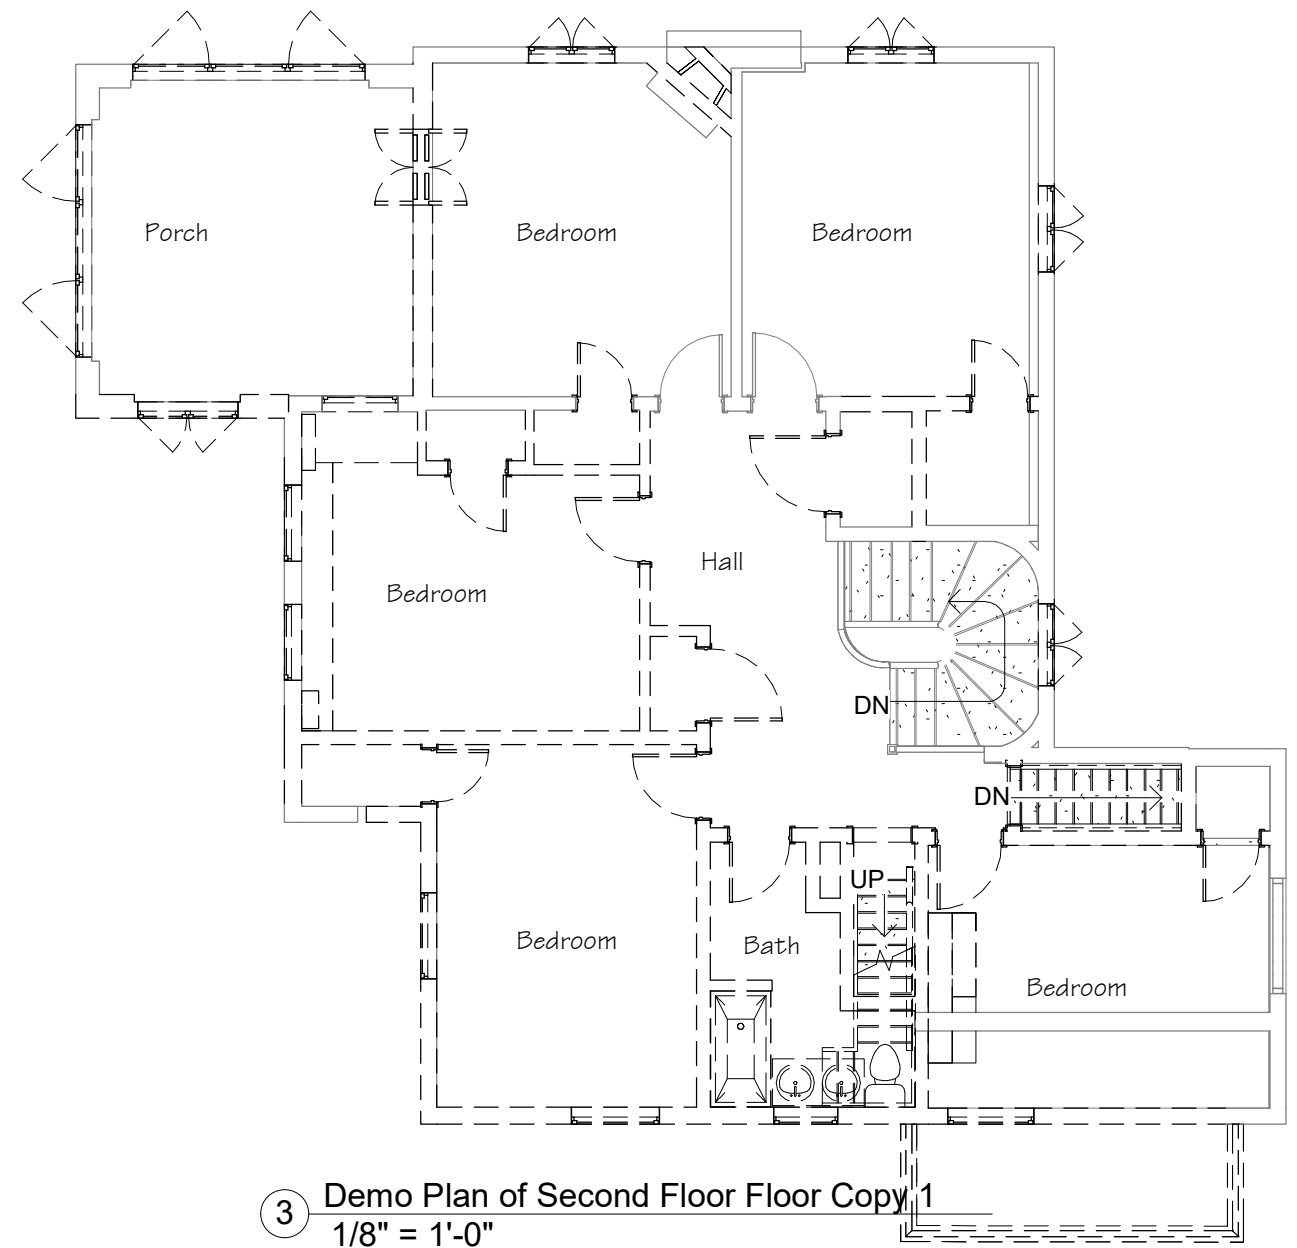 Porch
Bedroom
Bedroom
Hall
Bedroom
DN
DN
UP
Bedroom
Bath
Bedroom
3
Demo Plan of Second Floor Floor Copy 1
1/8" = 1'-0"